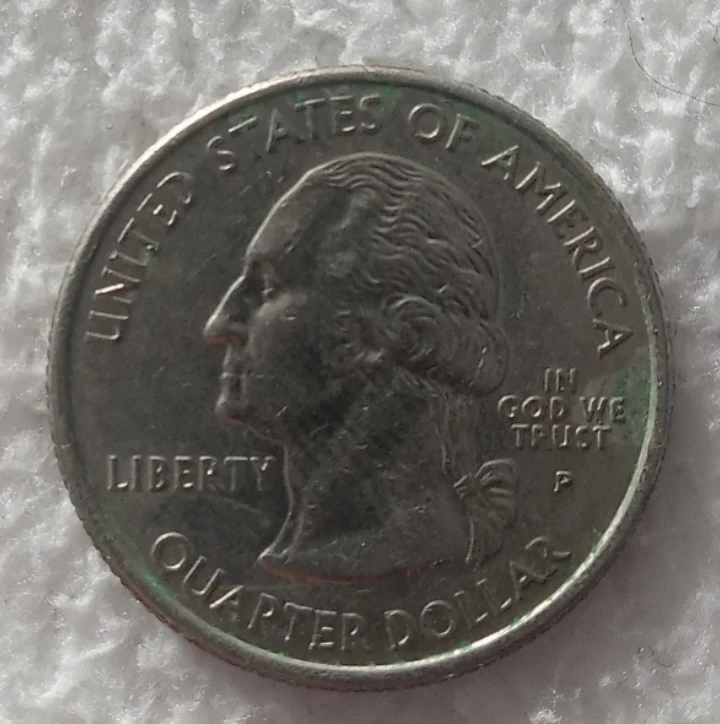 UNITED STATES OF AMERICA
IN
GOD WE
TRUST
LIBERTY
P
QUARTER DOLLAR